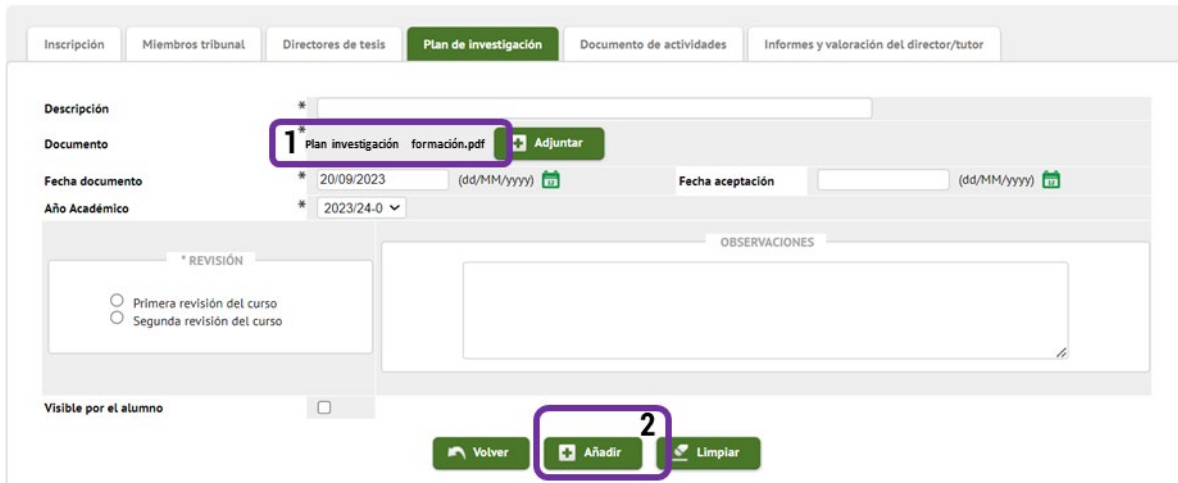 Inscripción Miembros tribunal Directores de tesis Plan de investigación Documento de actividades Informes y valoración del director/tutor
Descripción *
Documento * 1 Plan investigación formación.pdf Adjuntar
Fecha documento * 20/09/2023 (dd/MM/yyyy) Fecha aceptación (dd/MM/yyyy)
Año Académico * 2023/24-0
* REVISIÓN
Primera revisión del curso
Segunda revisión del curso
OBSERVACIONES
Visible por el alumno
Volver Añadir 2 Limpiar